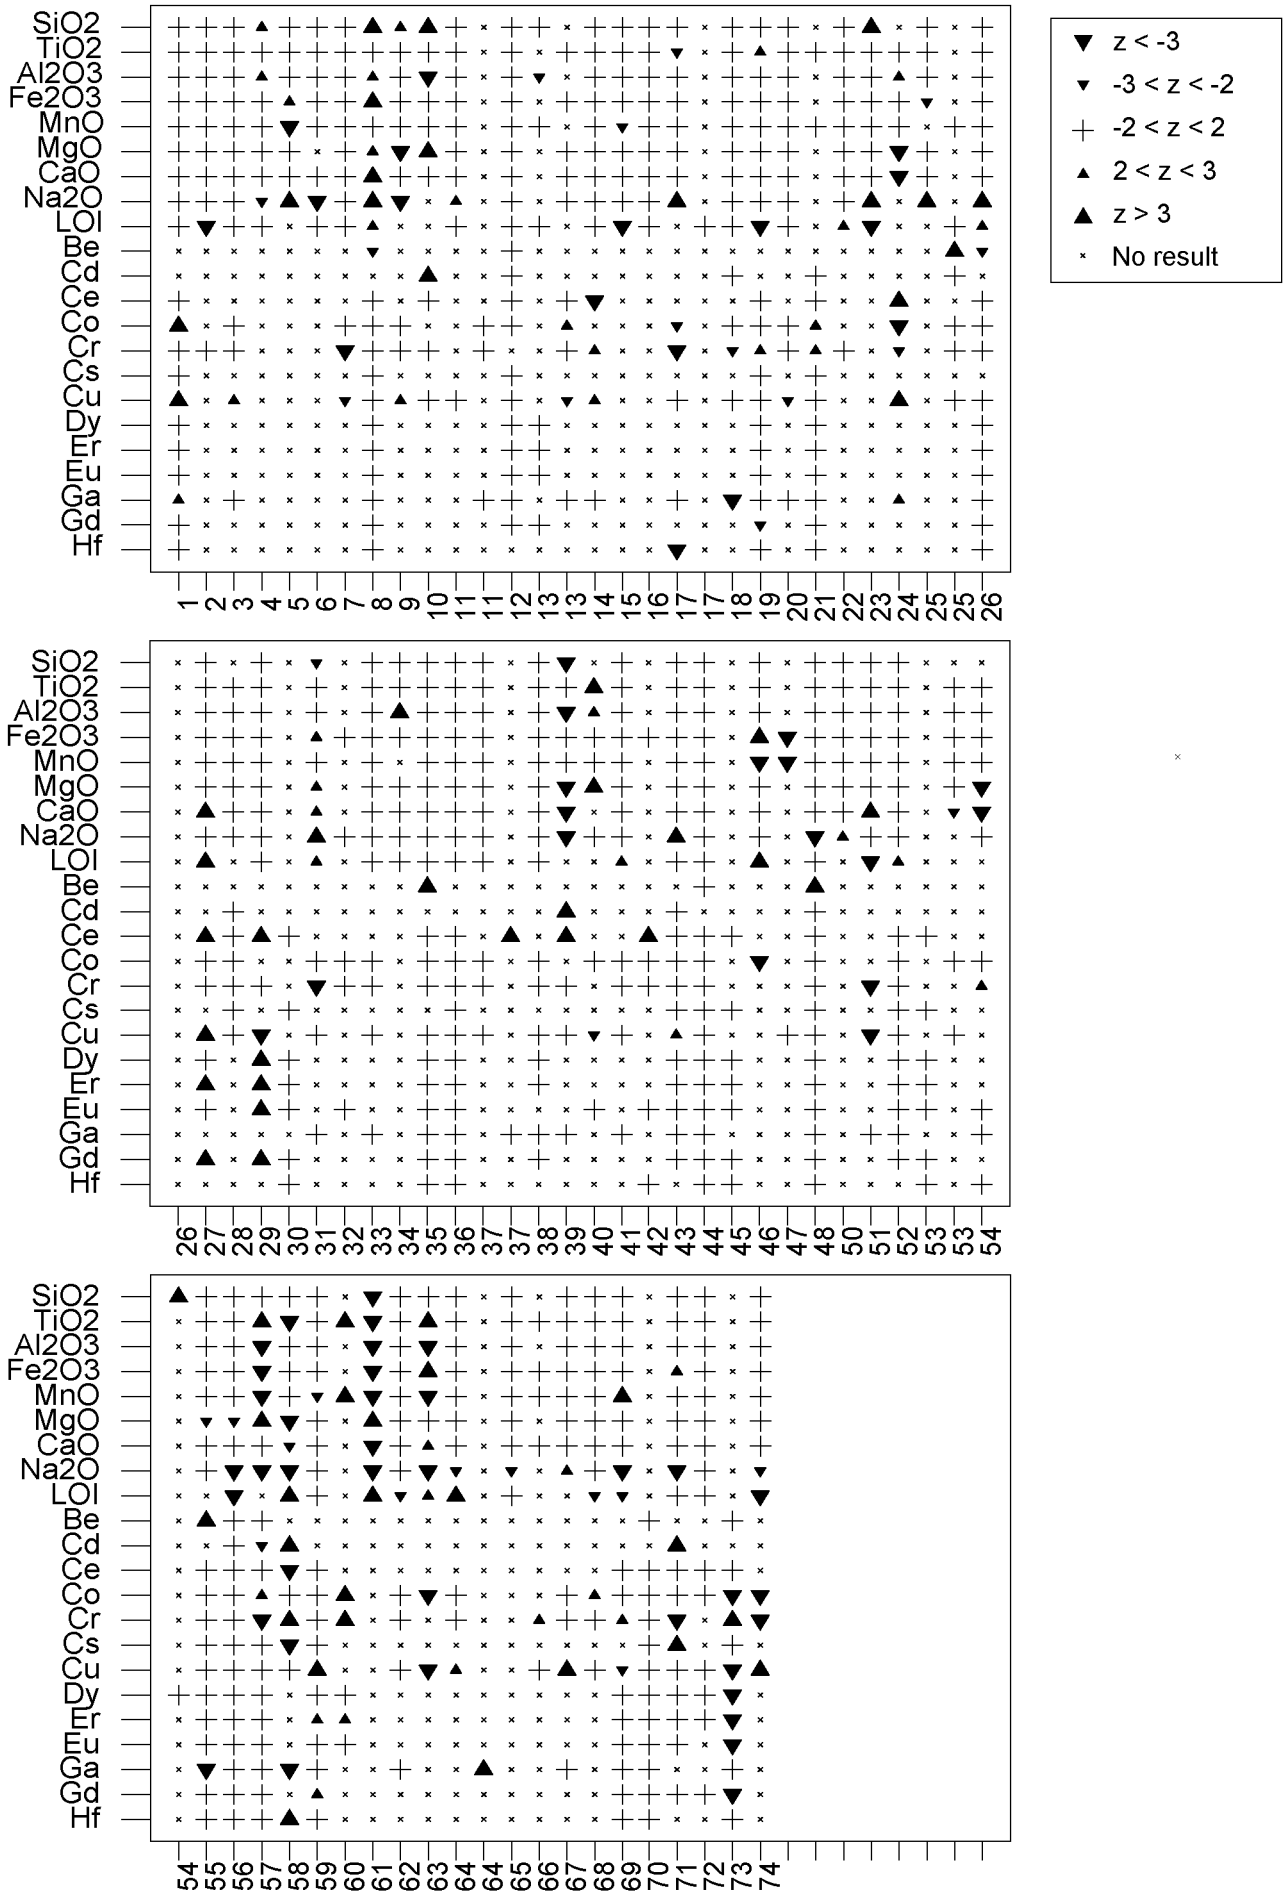 SiO2
TiO2
Al2O3
Fe2O3
MnO
MgO
CaO
Na2O
LOI
Be
Cd
Ce
Co
Cr
Cs
Cu
Dy
Er
Eu
Ga
Gd
Hf
1 2 3 4 5 6 7 8 9 10 11 11 12 13 13 14 15 16 17 17 18 19 20 21 22 23 24 25 25 26
z < -3
-3 < z < -2
-2 < z < 2
2 < z < 3
z > 3
No result
SiO2
TiO2
Al2O3
Fe2O3
MnO
MgO
CaO
Na2O
LOI
Be
Cd
Ce
Co
Cr
Cs
Cu
Dy
Er
Eu
Ga
Gd
Hf
26 27 28 29 30 31 32 33 34 35 36 37 37 38 39 40 41 42 43 44 45 46 47 48 50 51 52 53 53 54
SiO2
TiO2
Al2O3
Fe2O3
MnO
MgO
CaO
Na2O
LOI
Be
Cd
Ce
Co
Cr
Cs
Cu
Dy
Er
Eu
Ga
Gd
Hf
54 55 56 57 58 59 60 61 62 63 64 64 65 66 67 68 69 70 71 72 73 74